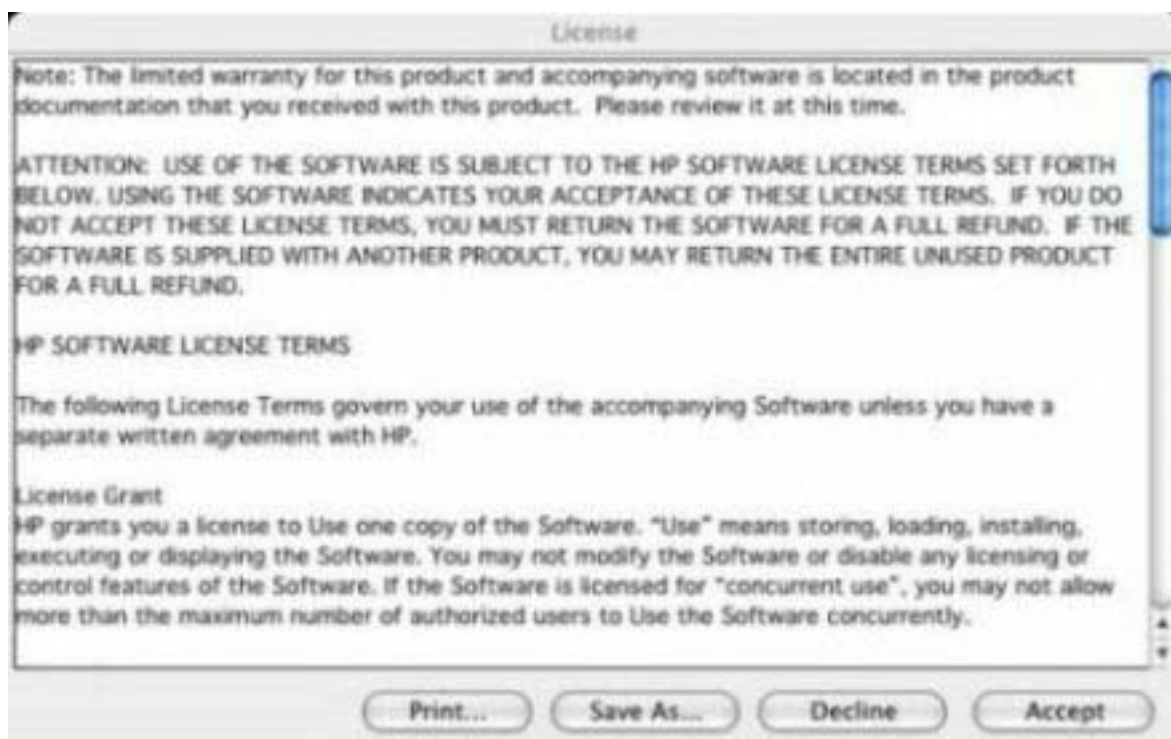 License
Note: The limited warranty for this product and accompanying software is located in the product
documentation that you received with this product.  Please review it at this time.
ATTENTION:  USE OF THE SOFTWARE IS SUBJECT TO THE HP SOFTWARE LICENSE TERMS SET FORTH
BELOW. USING THE SOFTWARE INDICATES YOUR ACCEPTANCE OF THESE LICENSE TERMS.  IF YOU DO
NOT ACCEPT THESE LICENSE TERMS, YOU MUST RETURN THE SOFTWARE FOR A FULL REFUND.  IF THE
SOFTWARE IS SUPPLIED WITH ANOTHER PRODUCT, YOU MAY RETURN THE ENTIRE UNUSED PRODUCT
FOR A FULL REFUND.
HP SOFTWARE LICENSE TERMS
The following License Terms govern your use of the accompanying Software unless you have a
separate written agreement with HP.
License Grant
HP grants you a license to Use one copy of the Software. “Use” means storing, loading, installing,
executing or displaying the Software. You may not modify the Software or disable any licensing or
control features of the Software. If the Software is licensed for “concurrent use”, you may not allow
more than the maximum number of authorized users to Use the Software concurrently.
Print... Save As... Decline Accept